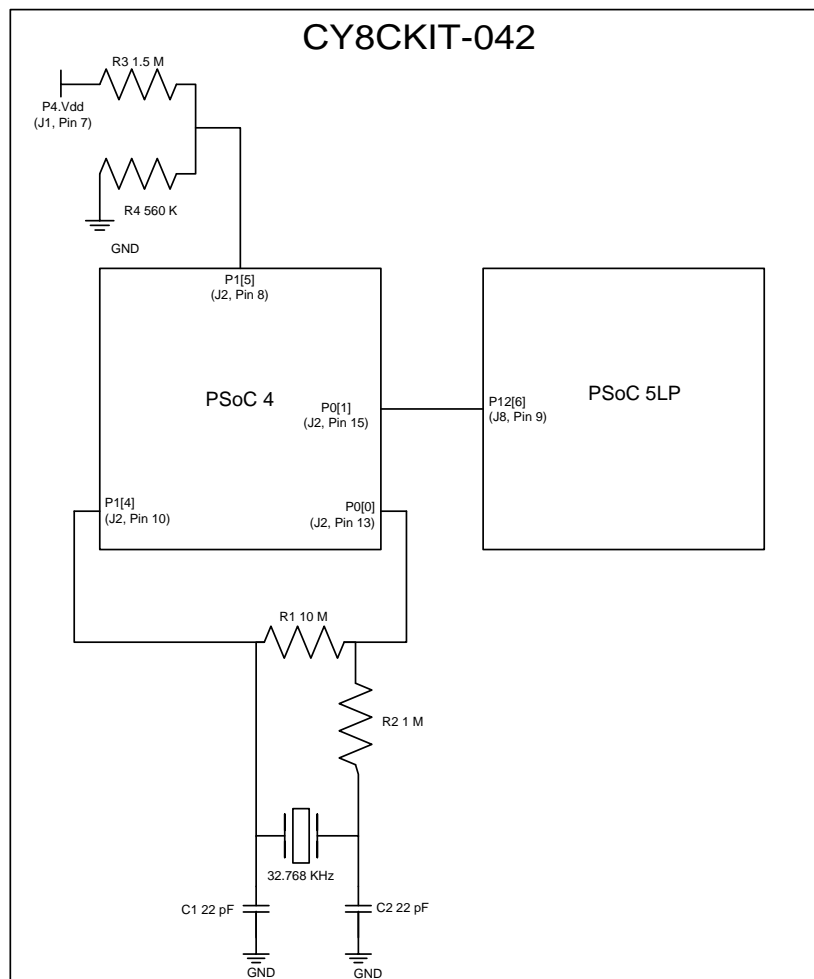 CY8CKIT-042
R3 1.5 M
P4.Vdd
(J1, Pin 7)
R4 560 K
GND
P1[5]
(J2, Pin 8)
PSoC 4
PSoC 5LP
P0[1]
(J2, Pin 15)
P12[6]
(J8, Pin 9)
P1[4]
(J2, Pin 10)
P0[0]
(J2, Pin 13)
R1 10 M
R2 1 M
32.768 KHz
C1 22 pF
C2 22 pF
GND
GND